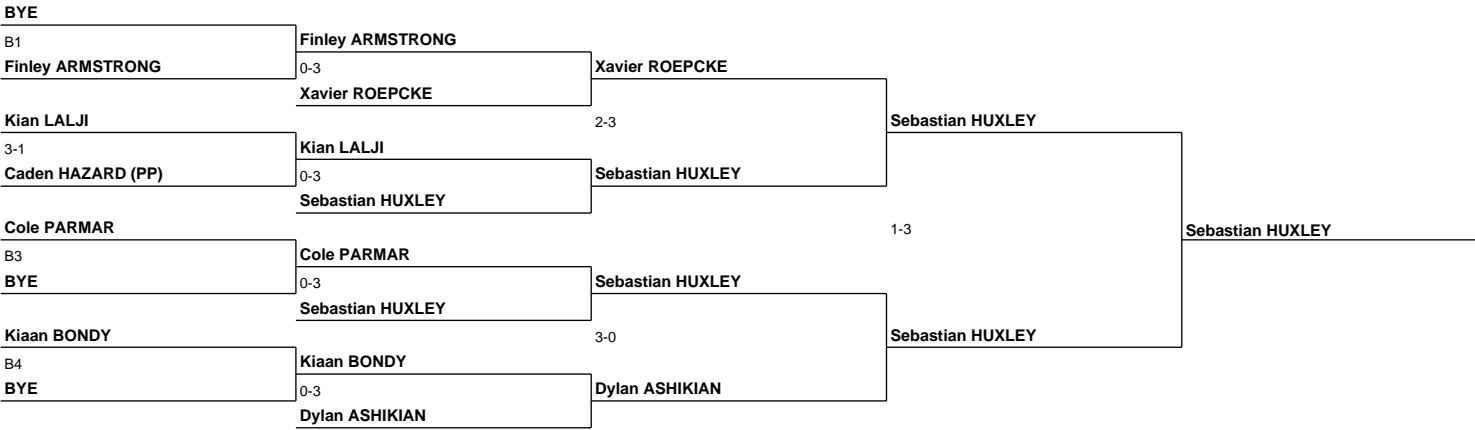 BYE
B1
Finley ARMSTRONG
Finley ARMSTRONG
0-3
Xavier ROEPCKE
Xavier ROEPCKE
Kian LALJI
3-1
Caden HAZARD (PP)
Kian LALJI
0-3
Sebastian HUXLEY
2-3
Sebastian HUXLEY
Sebastian HUXLEY
Cole PARMAR
B3
BYE
Cole PARMAR
0-3
Sebastian HUXLEY
Sebastian HUXLEY
1-3
Sebastian HUXLEY
Kiaan BONDY
B4
BYE
Kiaan BONDY
0-3
Dylan ASHIKIAN
3-0
Dylan ASHIKIAN
Sebastian HUXLEY